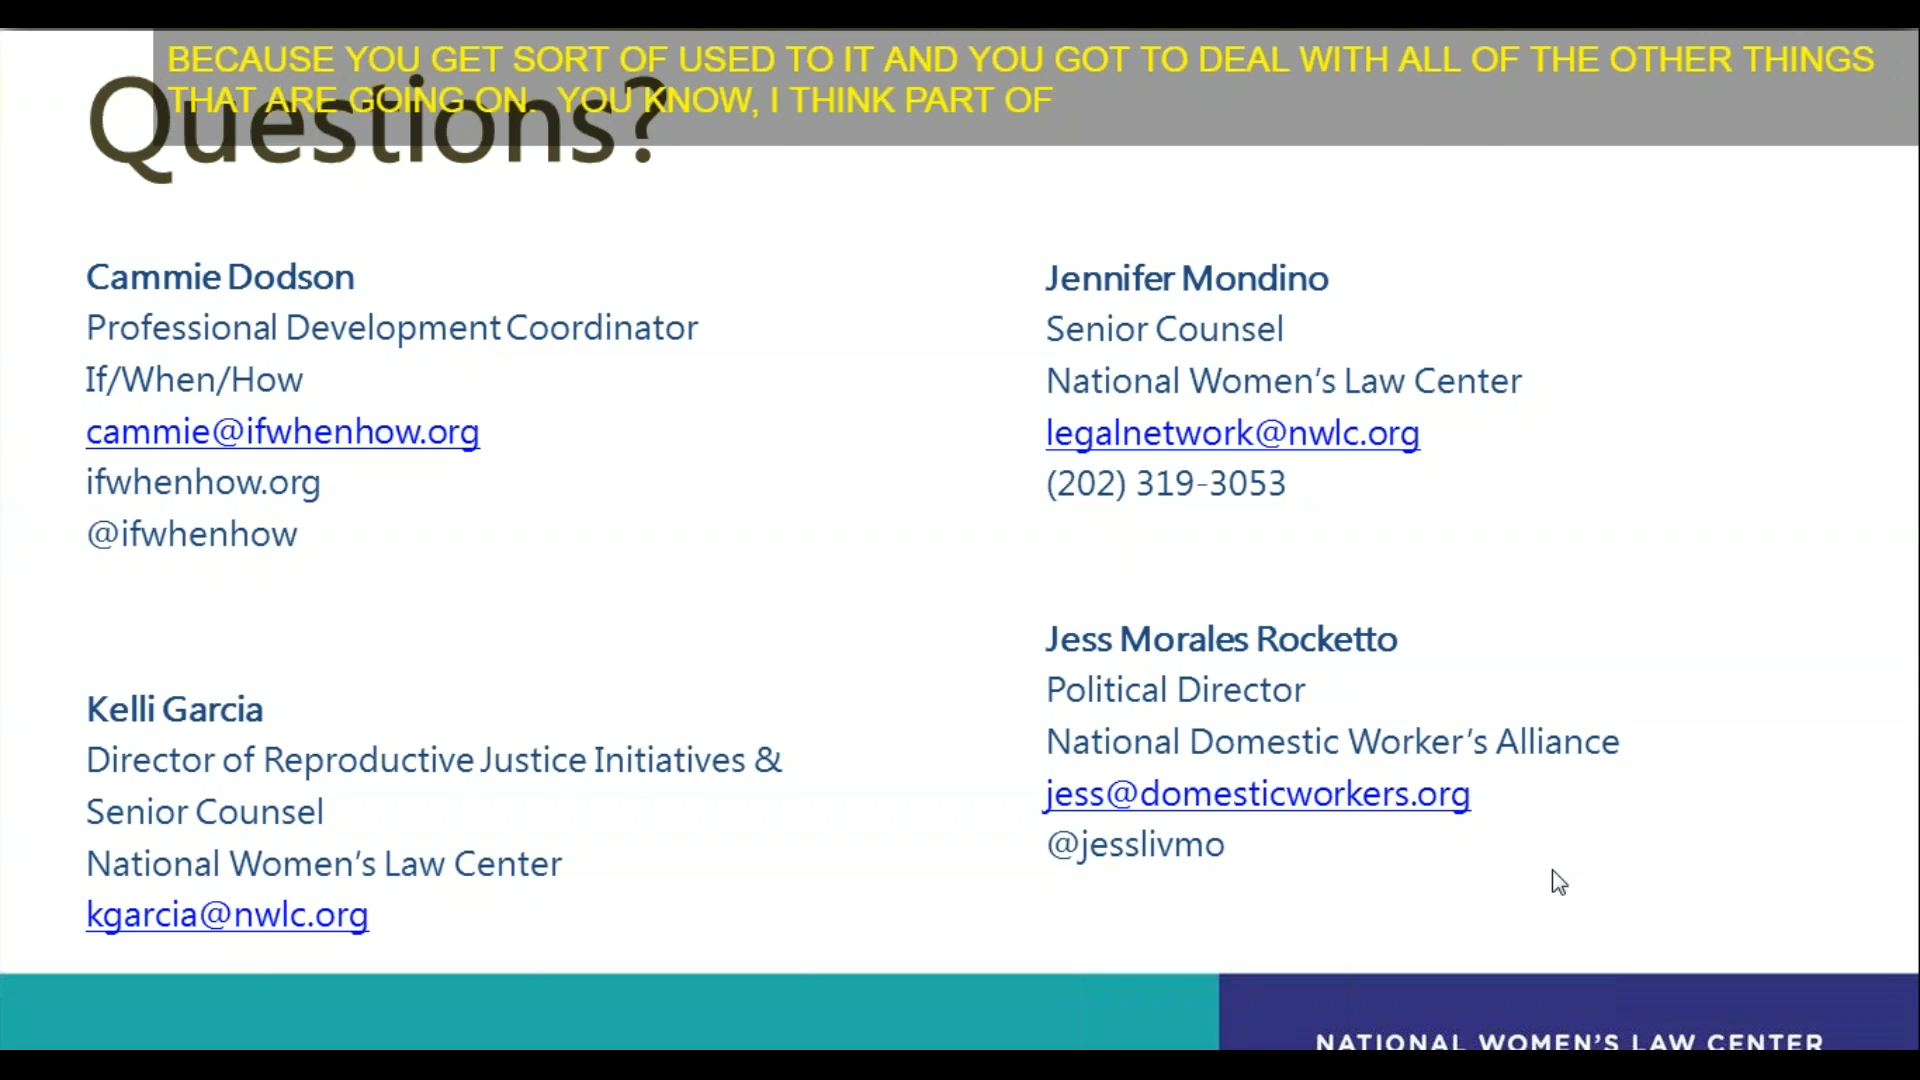 BECAUSE YOU GET SORT OF USED TO IT AND YOU GOT TO DEAL WITH ALL OF THE OTHER THINGS
THAT ARE GOING ON.  YOU KNOW, I THINK PART OF
Questions?
Cammie Dodson
Professional Development Coordinator
If/When/How
cammie@ifwhenhow.org
ifwhenhow.org
@ifwhenhow
Kelli Garcia
Director of Reproductive Justice Initiatives &
Senior Counsel
National Women’s Law Center
kgarcia@nwlc.org
Jennifer Mondino
Senior Counsel
National Women’s Law Center
legalnetwork@nwlc.org
(202) 319-3053
Jess Morales Rocketto
Political Director
National Domestic Worker’s Alliance
jess@domesticworkers.org
@jesslivmo
NATIONAL WOMEN’S LAW CENTER